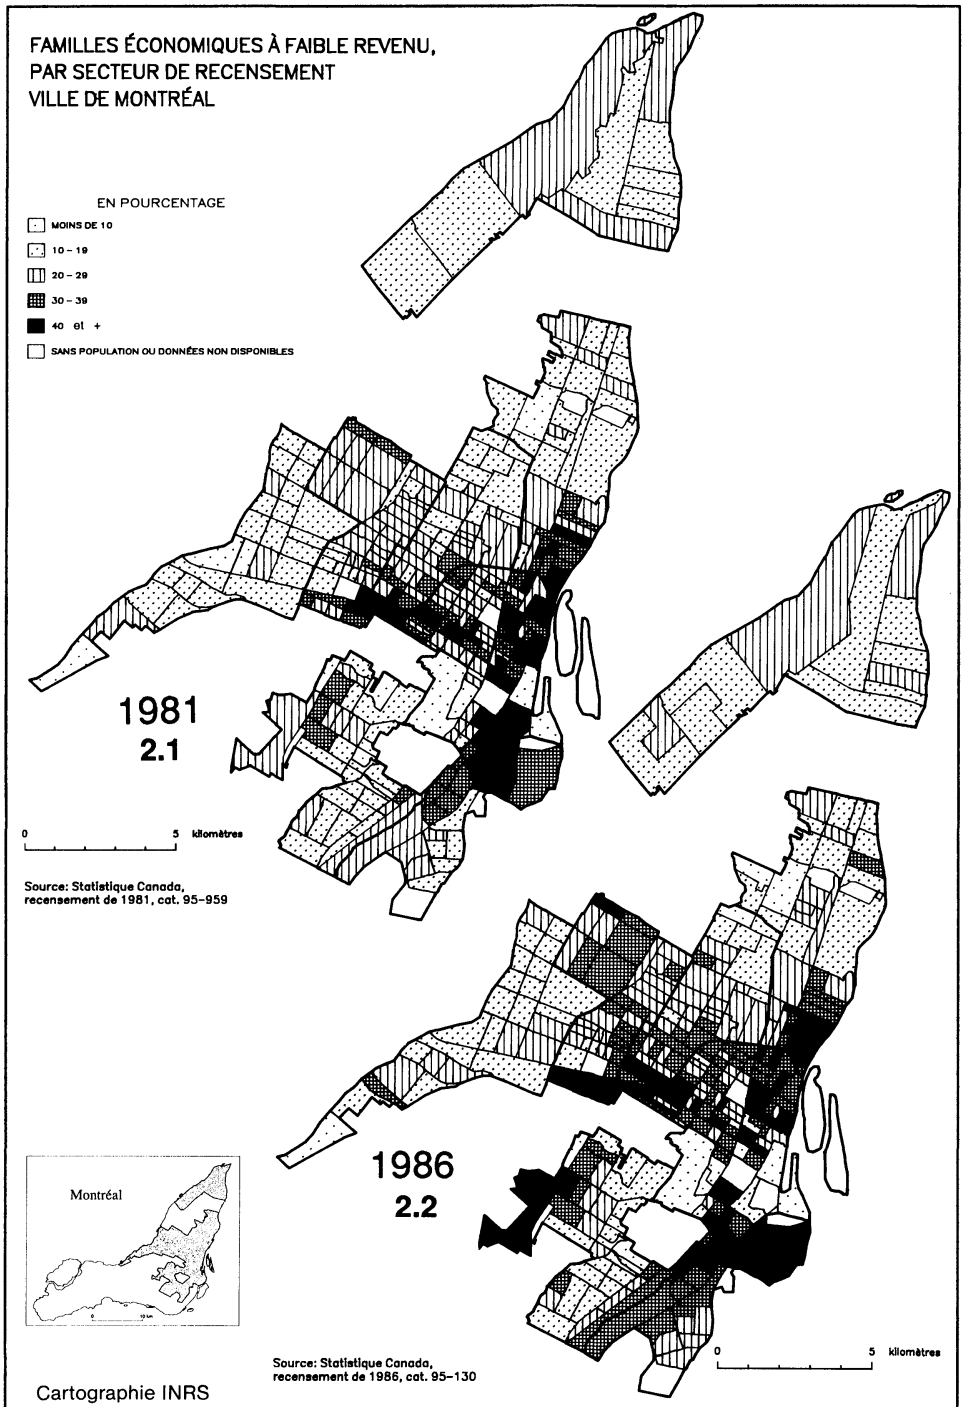 FAMILLES ÉCONOMIQUES À FAIBLE REVENU,
PAR SECTEUR DE RECENSEMENT
VILLE DE MONTRÉAL
EN POURCENTAGE
MOINS DE 10
10 – 19
20 – 29
30 – 39
40 et +
SANS POPULATION OU DONNÉES NON DISPONIBLES
1981
2.1
0 5 kilomètres
Source: Statistique Canada,
recensement de 1981, cat. 95-959
Montréal
0 10 km
1986
2.2
0 5 kilomètres
Source: Statistique Canada,
recensement de 1986, cat. 95-130
Cartographie INRS